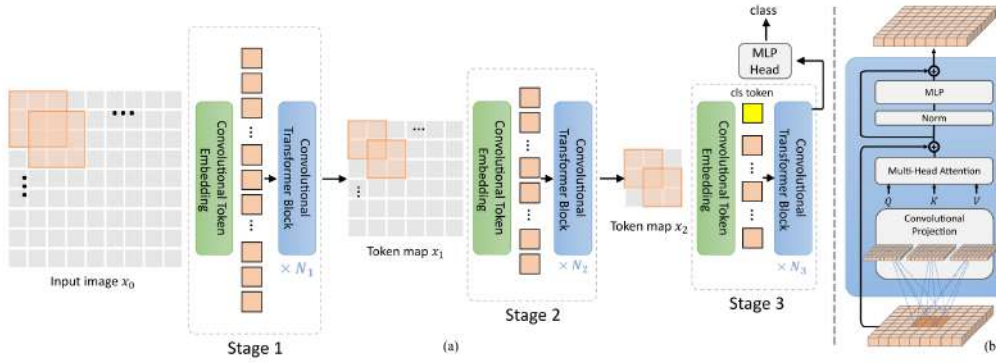 Input image x₀
Convolutional Token
Embedding
Convolutional
Transformer Block
× N₁
Stage 1
Token map x₁
Convolutional Token
Embedding
Convolutional
Transformer Block
× N₂
Stage 2
(a)
Token map x₂
class
MLP
Head
cls token
Convolutional Token
Embedding
Convolutional
Transformer Block
× N₃
Stage 3
MLP
Norm
Multi-Head Attention
Q K V
Convolutional
Projection
(b)